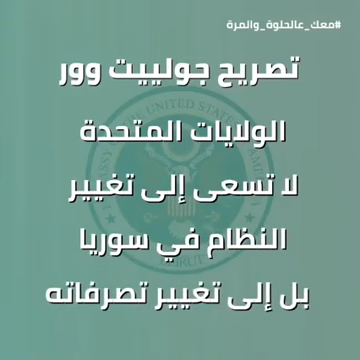 #معك_عالحلوة_والمرة
تصريح جولييت وور
الولايات المتحدة
لا تسعى إلى تغيير
النظام في سوريا
بل إلى تغيير تصرفاته